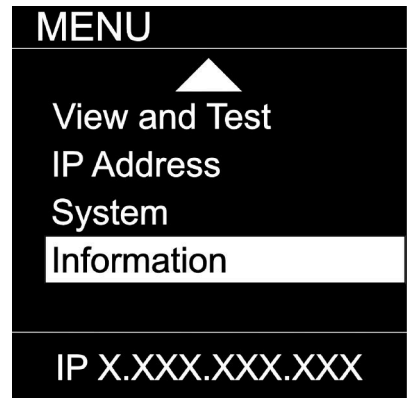 MENU
View and Test
IP Address
System
Information
IP X.XXX.XXX.XXX